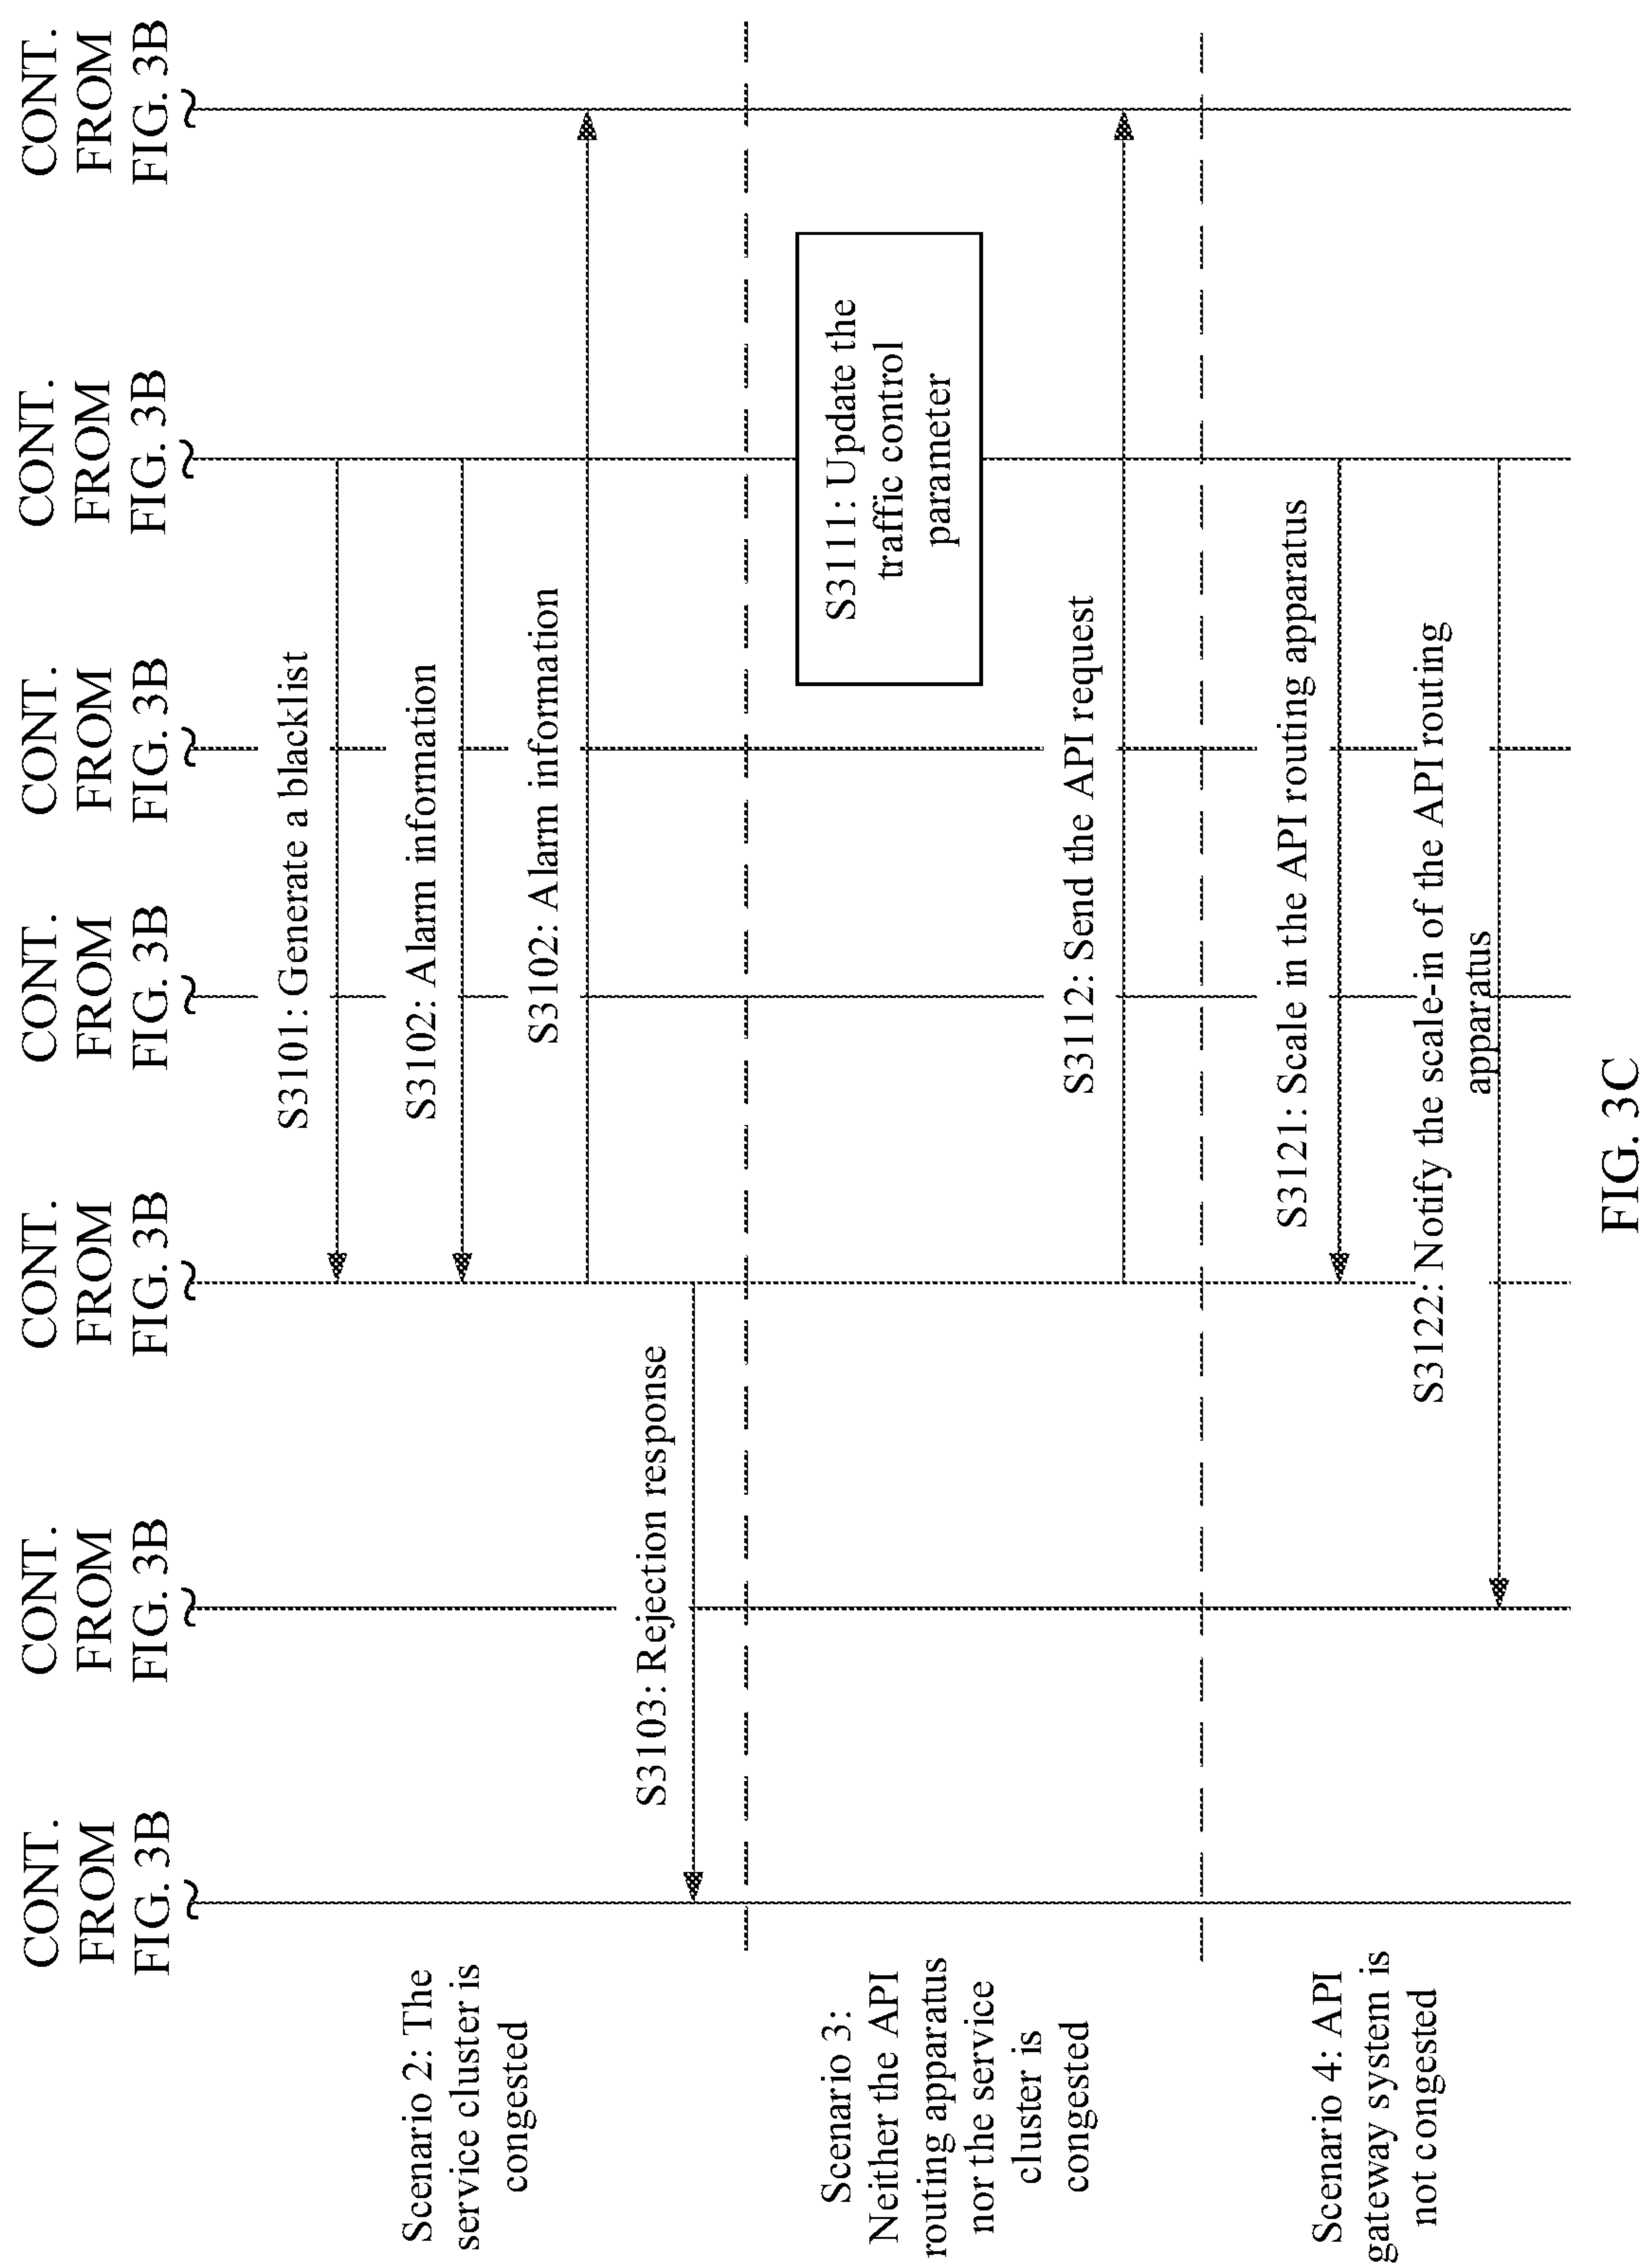 CONT.
FROM
FIG. 3B
CONT.
FROM
FIG. 3B
CONT.
FROM
FIG. 3B
CONT.
FROM
FIG. 3B
CONT.
FROM
FIG. 3B
CONT.
FROM
FIG. 3B
CONT.
FROM
FIG. 3B
Scenario 2: The
service cluster is
congested
S3101: Generate a blacklist
S3102: Alarm information
S3102: Alarm information
S3103: Rejection response
Scenario 3:
Neither the API
routing apparatus
nor the service
cluster is
congested
S3111: Update the
traffic control
parameter
S3112: Send the API request
Scenario 4: API
gateway system is
not congested
S3121: Scale in the API routing apparatus
S3122: Notify the scale-in of the API routing
apparatus
FIG. 3C